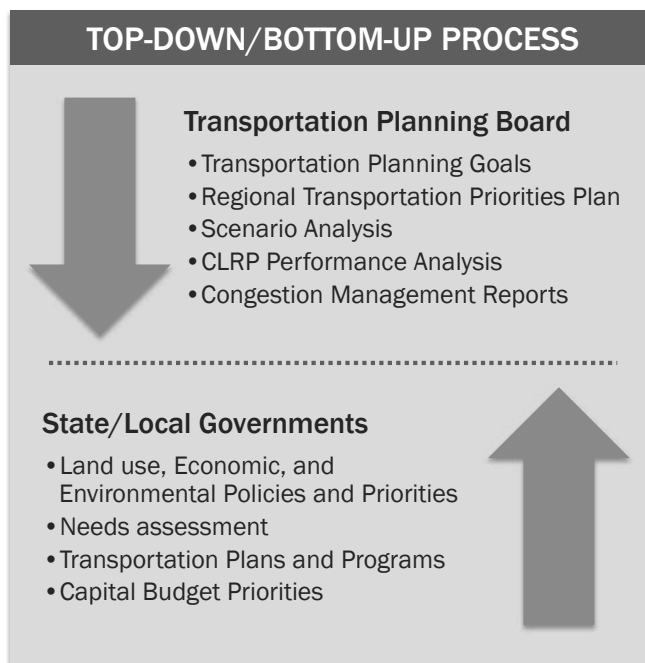 TOP-DOWN/BOTTOM-UP PROCESS
Transportation Planning Board
•Transportation Planning Goals
•Regional Transportation Priorities Plan
•Scenario Analysis
•CLRP Performance Analysis
•Congestion Management Reports
State/Local Governments
•Land use, Economic, and
Environmental Policies and Priorities
•Needs assessment
•Transportation Plans and Programs
•Capital Budget Priorities